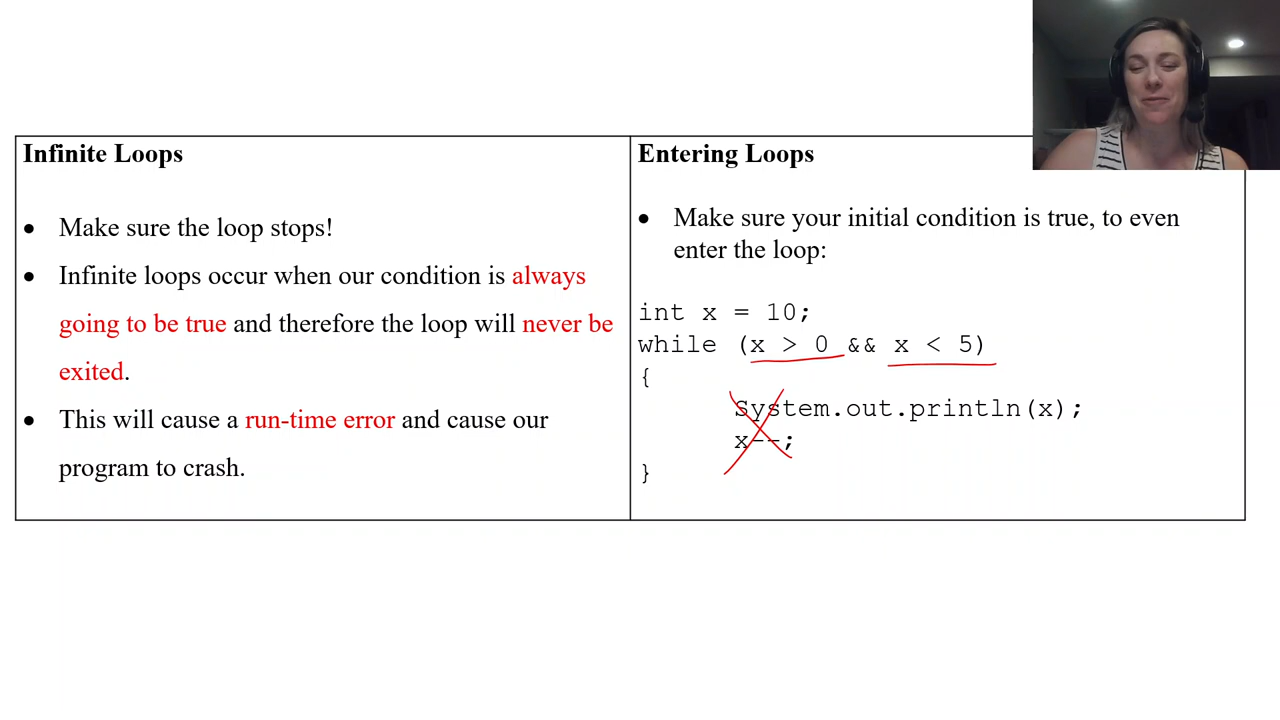 Infinite Loops
• Make sure the loop stops!
• Infinite loops occur when our condition is always
going to be true and therefore the loop will never be
exited.
• This will cause a run-time error and cause our
program to crash.
Entering Loops
• Make sure your initial condition is true, to even
enter the loop:
int x = 10;
while (x > 0 && x < 5)
{
System.out.println(x);
x--;
}